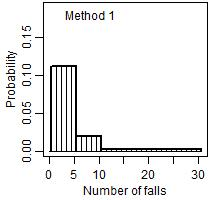 Method 1
Probability
0.00 0.05 0.10 0.15
0 5 10 20 30
Number of falls